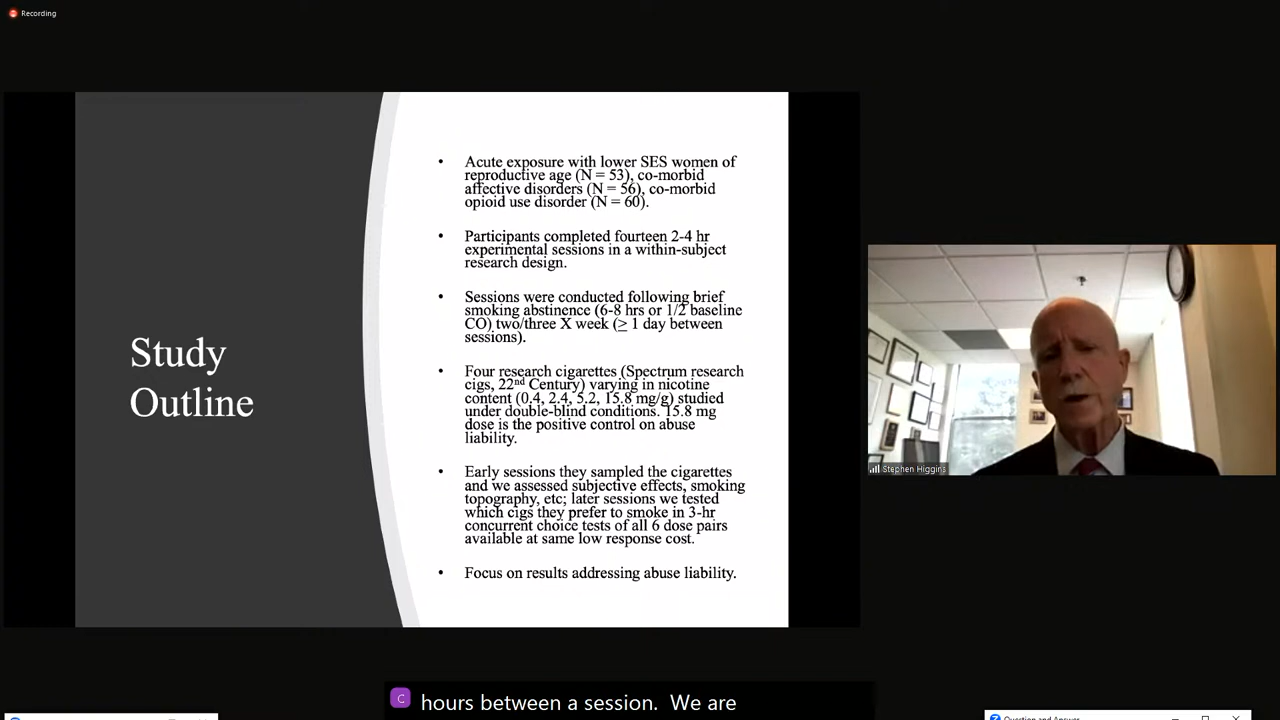 Recording
Study
Outline
• Acute exposure with lower SES women of
reproductive age (N = 53), co-morbid
affective disorders (N = 56), co-morbid
opioid use disorder (N = 60).
• Participants completed fourteen 2-4 hr
experimental sessions in a within-subject
research design.
• Sessions were conducted following brief
smoking abstinence (6-8 hrs or 1/2 baseline
CO) two/three X week (≥ 1 day between
sessions).
• Four research cigarettes (Spectrum research
cigs, 22nd Century) varying in nicotine
content (0.4, 2.4, 5.2, 15.8 mg/g) studied
under double-blind conditions. 15.8 mg
dose is the positive control on abuse
liability.
• Early sessions they sampled the cigarettes
and we assessed subjective effects, smoking
topography, etc; later sessions we tested
which cigs they prefer to smoke in 3-hr
concurrent choice tests of all 6 dose pairs
available at same low response cost.
• Focus on results addressing abuse liability.
Stephen Higgins
C hours between a session. We are
Question and Answer